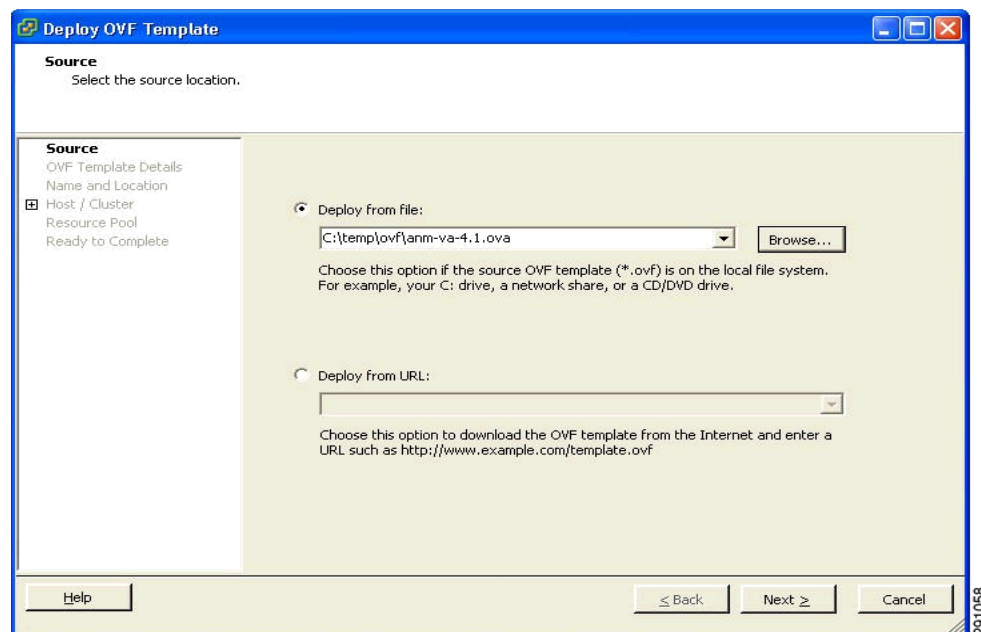 Deploy OVF Template
Source
Select the source location.
Source
OVF Template Details
Name and Location
Host / Cluster
Resource Pool
Ready to Complete
Deploy from file:
C:\temp\ovf\anm-va-4.1.ova
Browse...
Choose this option if the source OVF template (*.ovf) is on the local file system.
For example, your C: drive, a network share, or a CD/DVD drive.
Deploy from URL:
Choose this option to download the OVF template from the Internet and enter a
URL such as http://www.example.com/template.ovf
Help
≤ Back
Next ≥
Cancel
291058